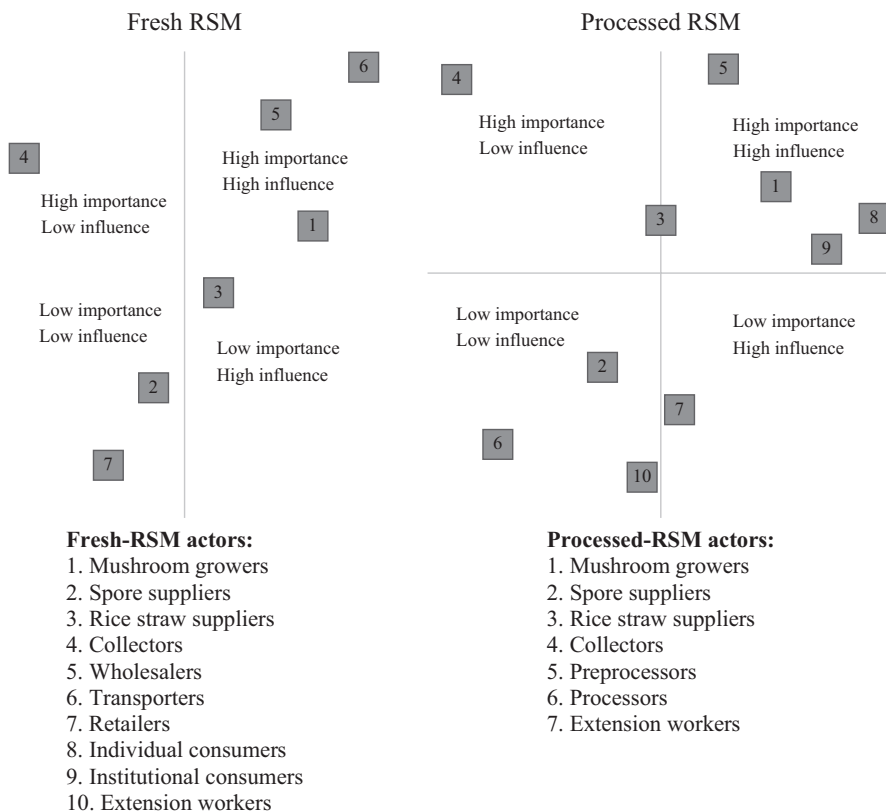 Fresh RSM
6
5
4
High importance
High influence
High importance
Low influence
1
3
Low importance
Low influence
Low importance
High influence
2
7
Fresh-RSM actors:
1. Mushroom growers
2. Spore suppliers
3. Rice straw suppliers
4. Collectors
5. Wholesalers
6. Transporters
7. Retailers
8. Individual consumers
9. Institutional consumers
10. Extension workers
Processed RSM
5
4
High importance
Low influence
High importance
High influence
1
3
8
9
Low importance
Low influence
Low importance
High influence
2
7
6
10
Processed-RSM actors:
1. Mushroom growers
2. Spore suppliers
3. Rice straw suppliers
4. Collectors
5. Preprocessors
6. Processors
7. Extension workers